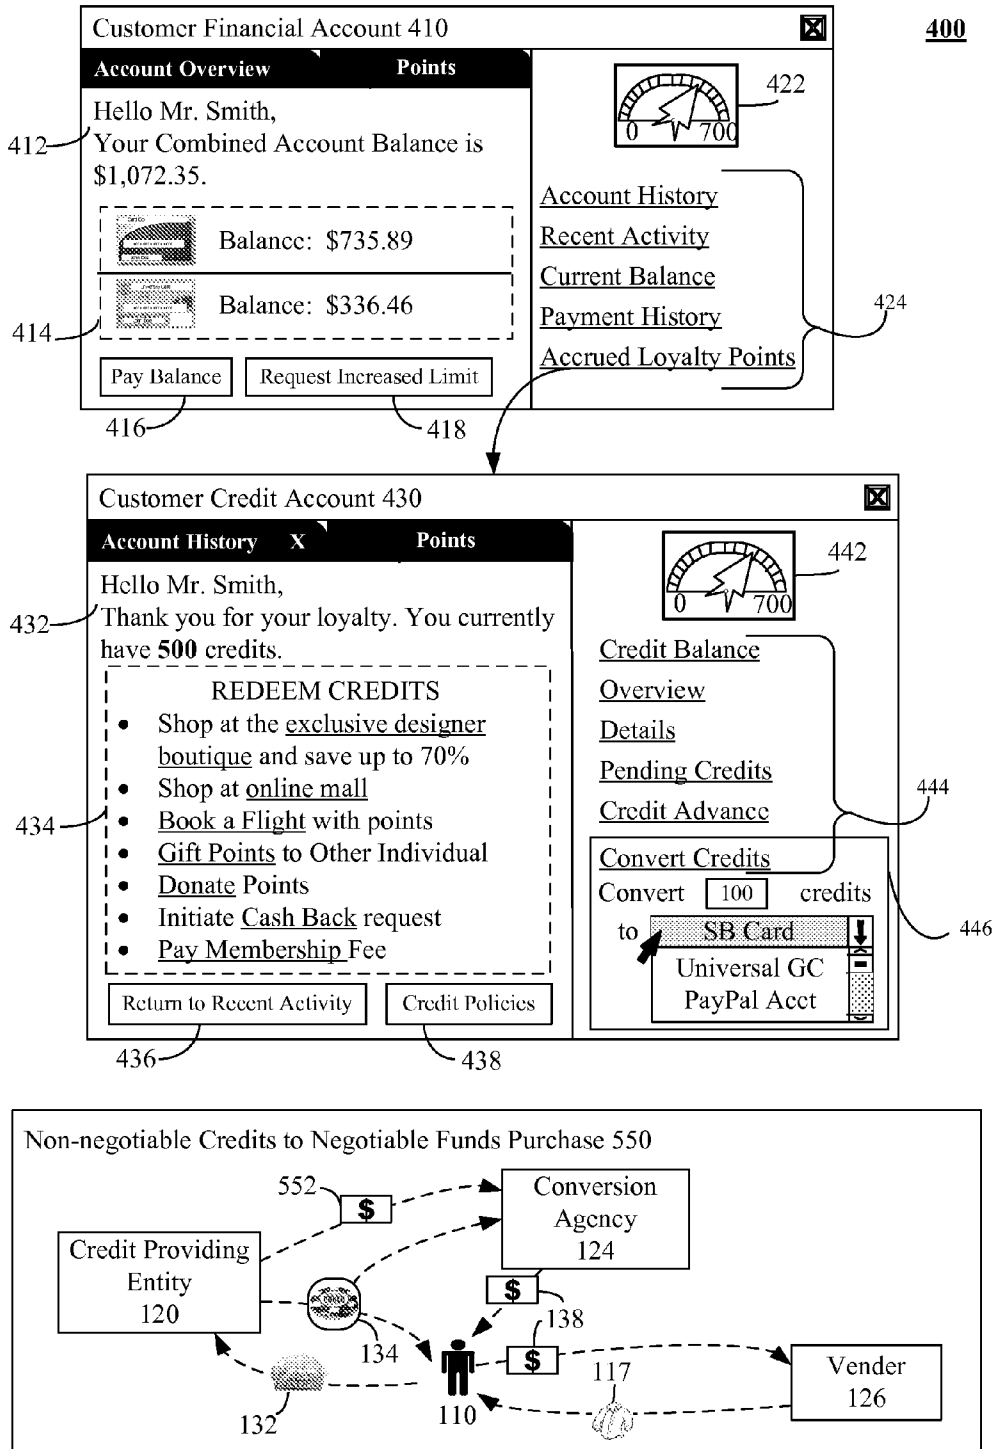 400
Customer Financial Account 410
Account Overview
Points
Hello Mr. Smith,
Your Combined Account Balance is
$1,072.35.
412
Balance: $735.89
Balance: $336.46
414
Pay Balance
Request Increased Limit
416
418
0
700
422
Account History
Recent Activity
Current Balance
Payment History
Accrued Loyalty Points
424
Customer Credit Account 430
Account History X
Points
Hello Mr. Smith,
Thank you for your loyalty. You currently
have 500 credits.
432
REDEEM CREDITS
• Shop at the exclusive designer
boutique and save up to 70%
• Shop at online mall
• Book a Flight with points
• Gift Points to Other Individual
• Donate Points
• Initiate Cash Back request
• Pay Membership Fee
434
Return to Recent Activity
Credit Policies
436
438
0
700
442
Credit Balance
Overview
Details
Pending Credits
Credit Advance
444
Convert Credits
Convert 100 credits
to SB Card
Universal GC
PayPal Acct
446
Non-negotiable Credits to Negotiable Funds Purchase 550
552
$
Conversion
Agency
124
Credit Providing
Entity
120
134
$
138
$
132
110
117
Vender
126